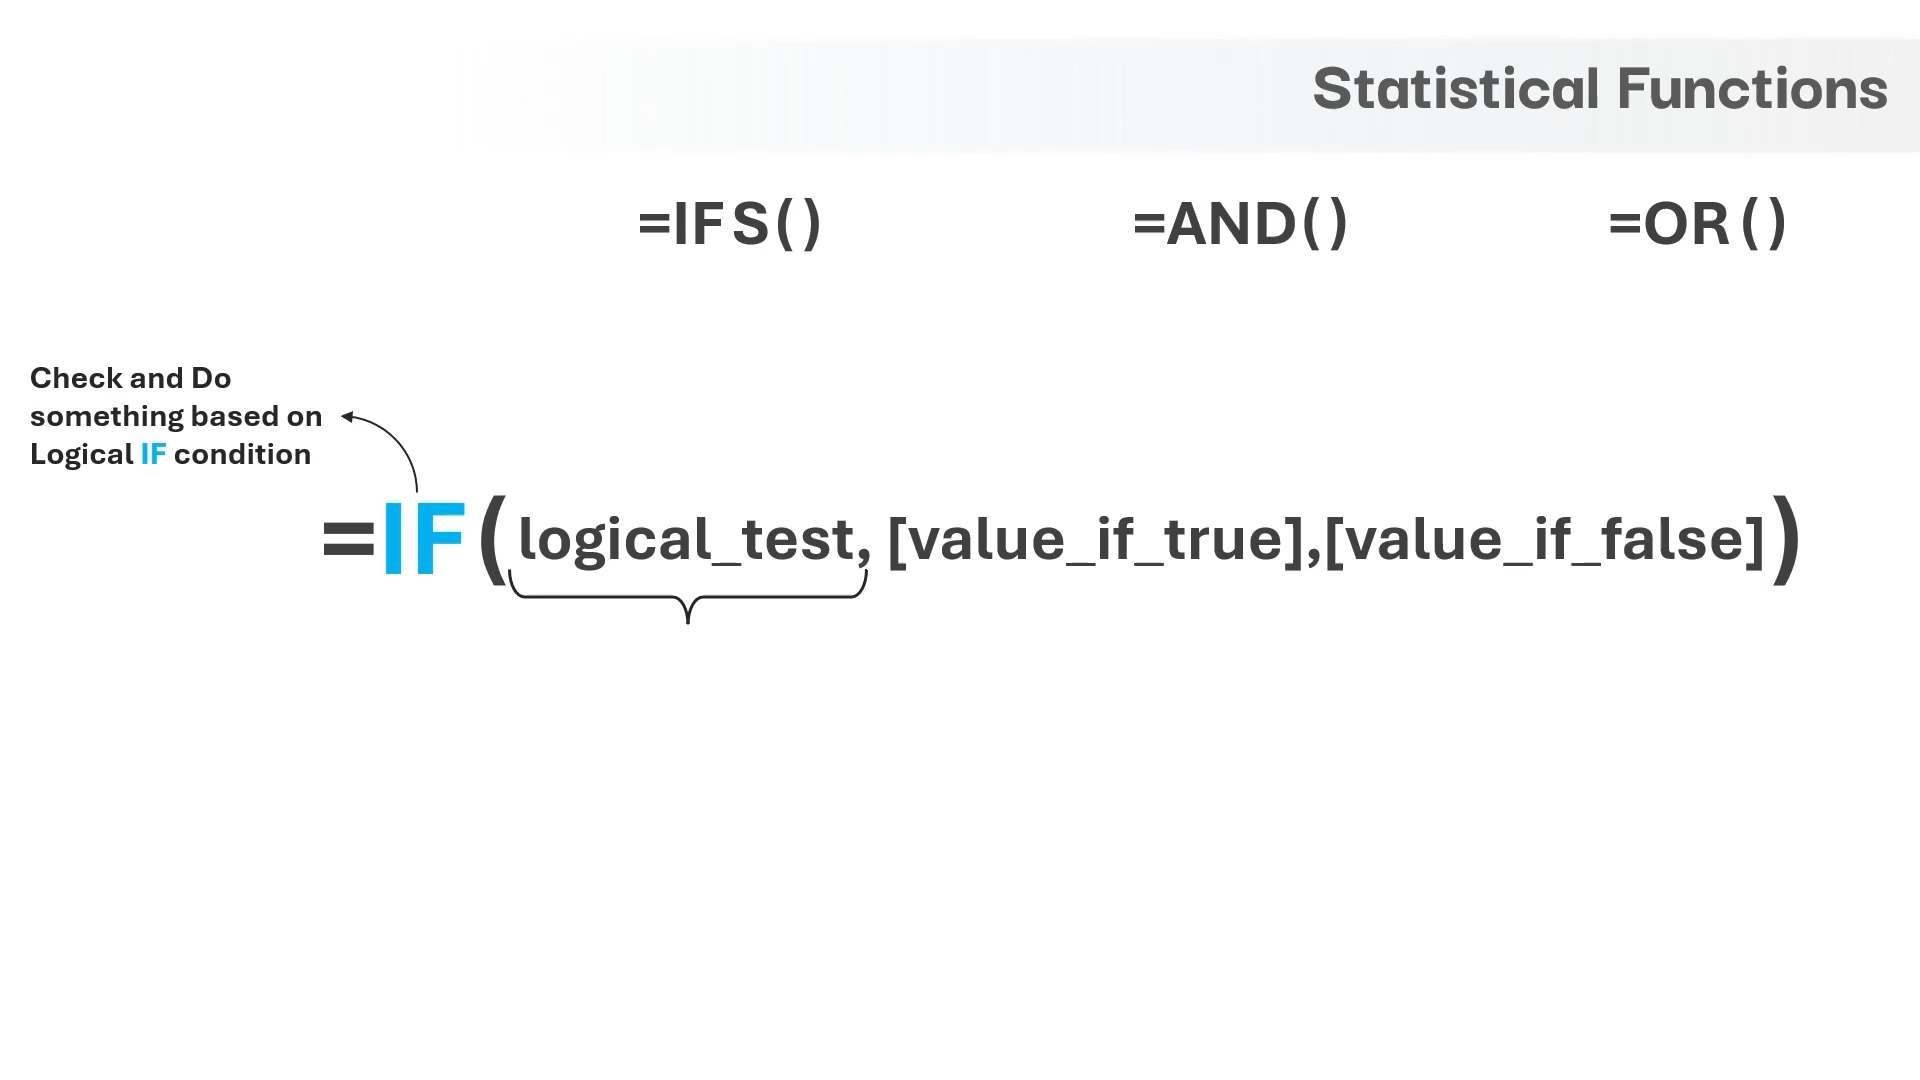 Statistical Functions
=IFS() =AND() =OR()
Check and Do
something based on
Logical IF condition
=IF(logical_test, [value_if_true],[value_if_false])